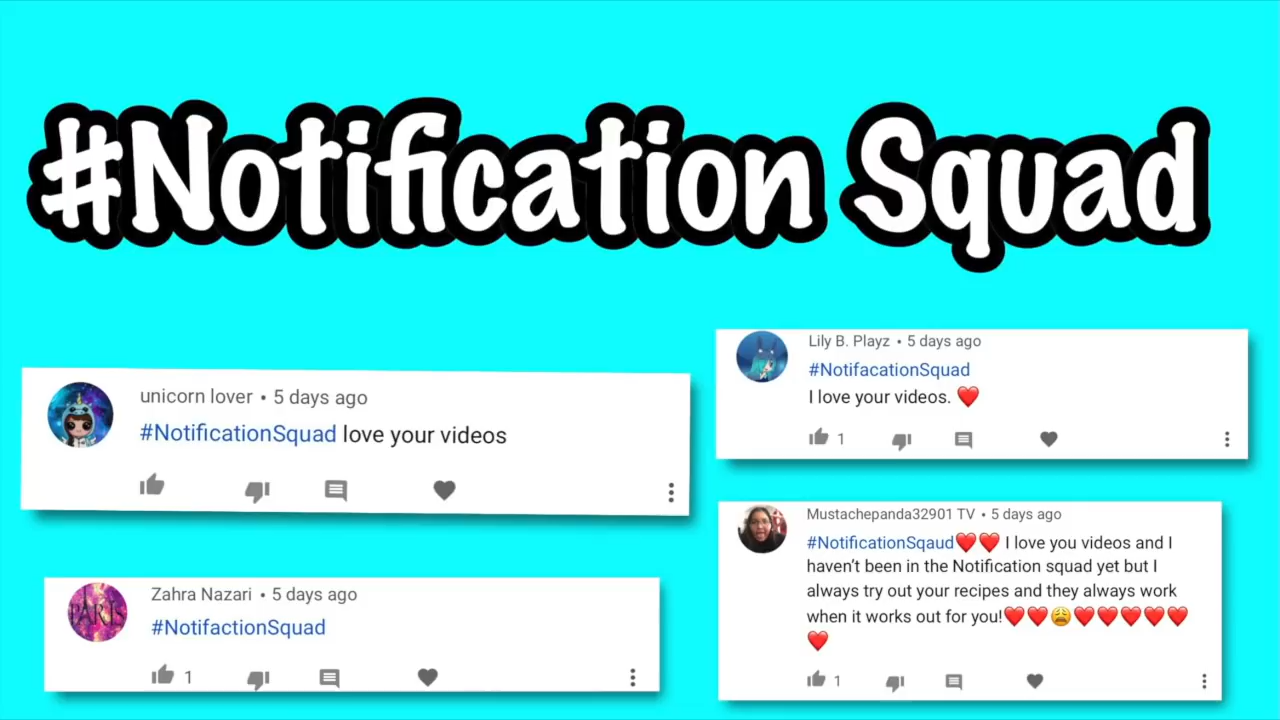 #Notification Squad
unicorn lover • 5 days ago
#NotificationSquad love your videos
Zahra Nazari • 5 days ago
PARIS
#NotifactionSquad
1
Lily B. Playz • 5 days ago
#NotifacationSquad
I love your videos. ❤️
1
Mustachepanda32901 TV • 5 days ago
#NotificationSqaud❤️❤️ I love you videos and I
haven’t been in the Notification squad yet but I
always try out your recipes and they always work
when it works out for you!❤️❤️😩❤️❤️❤️❤️❤️
❤️
1